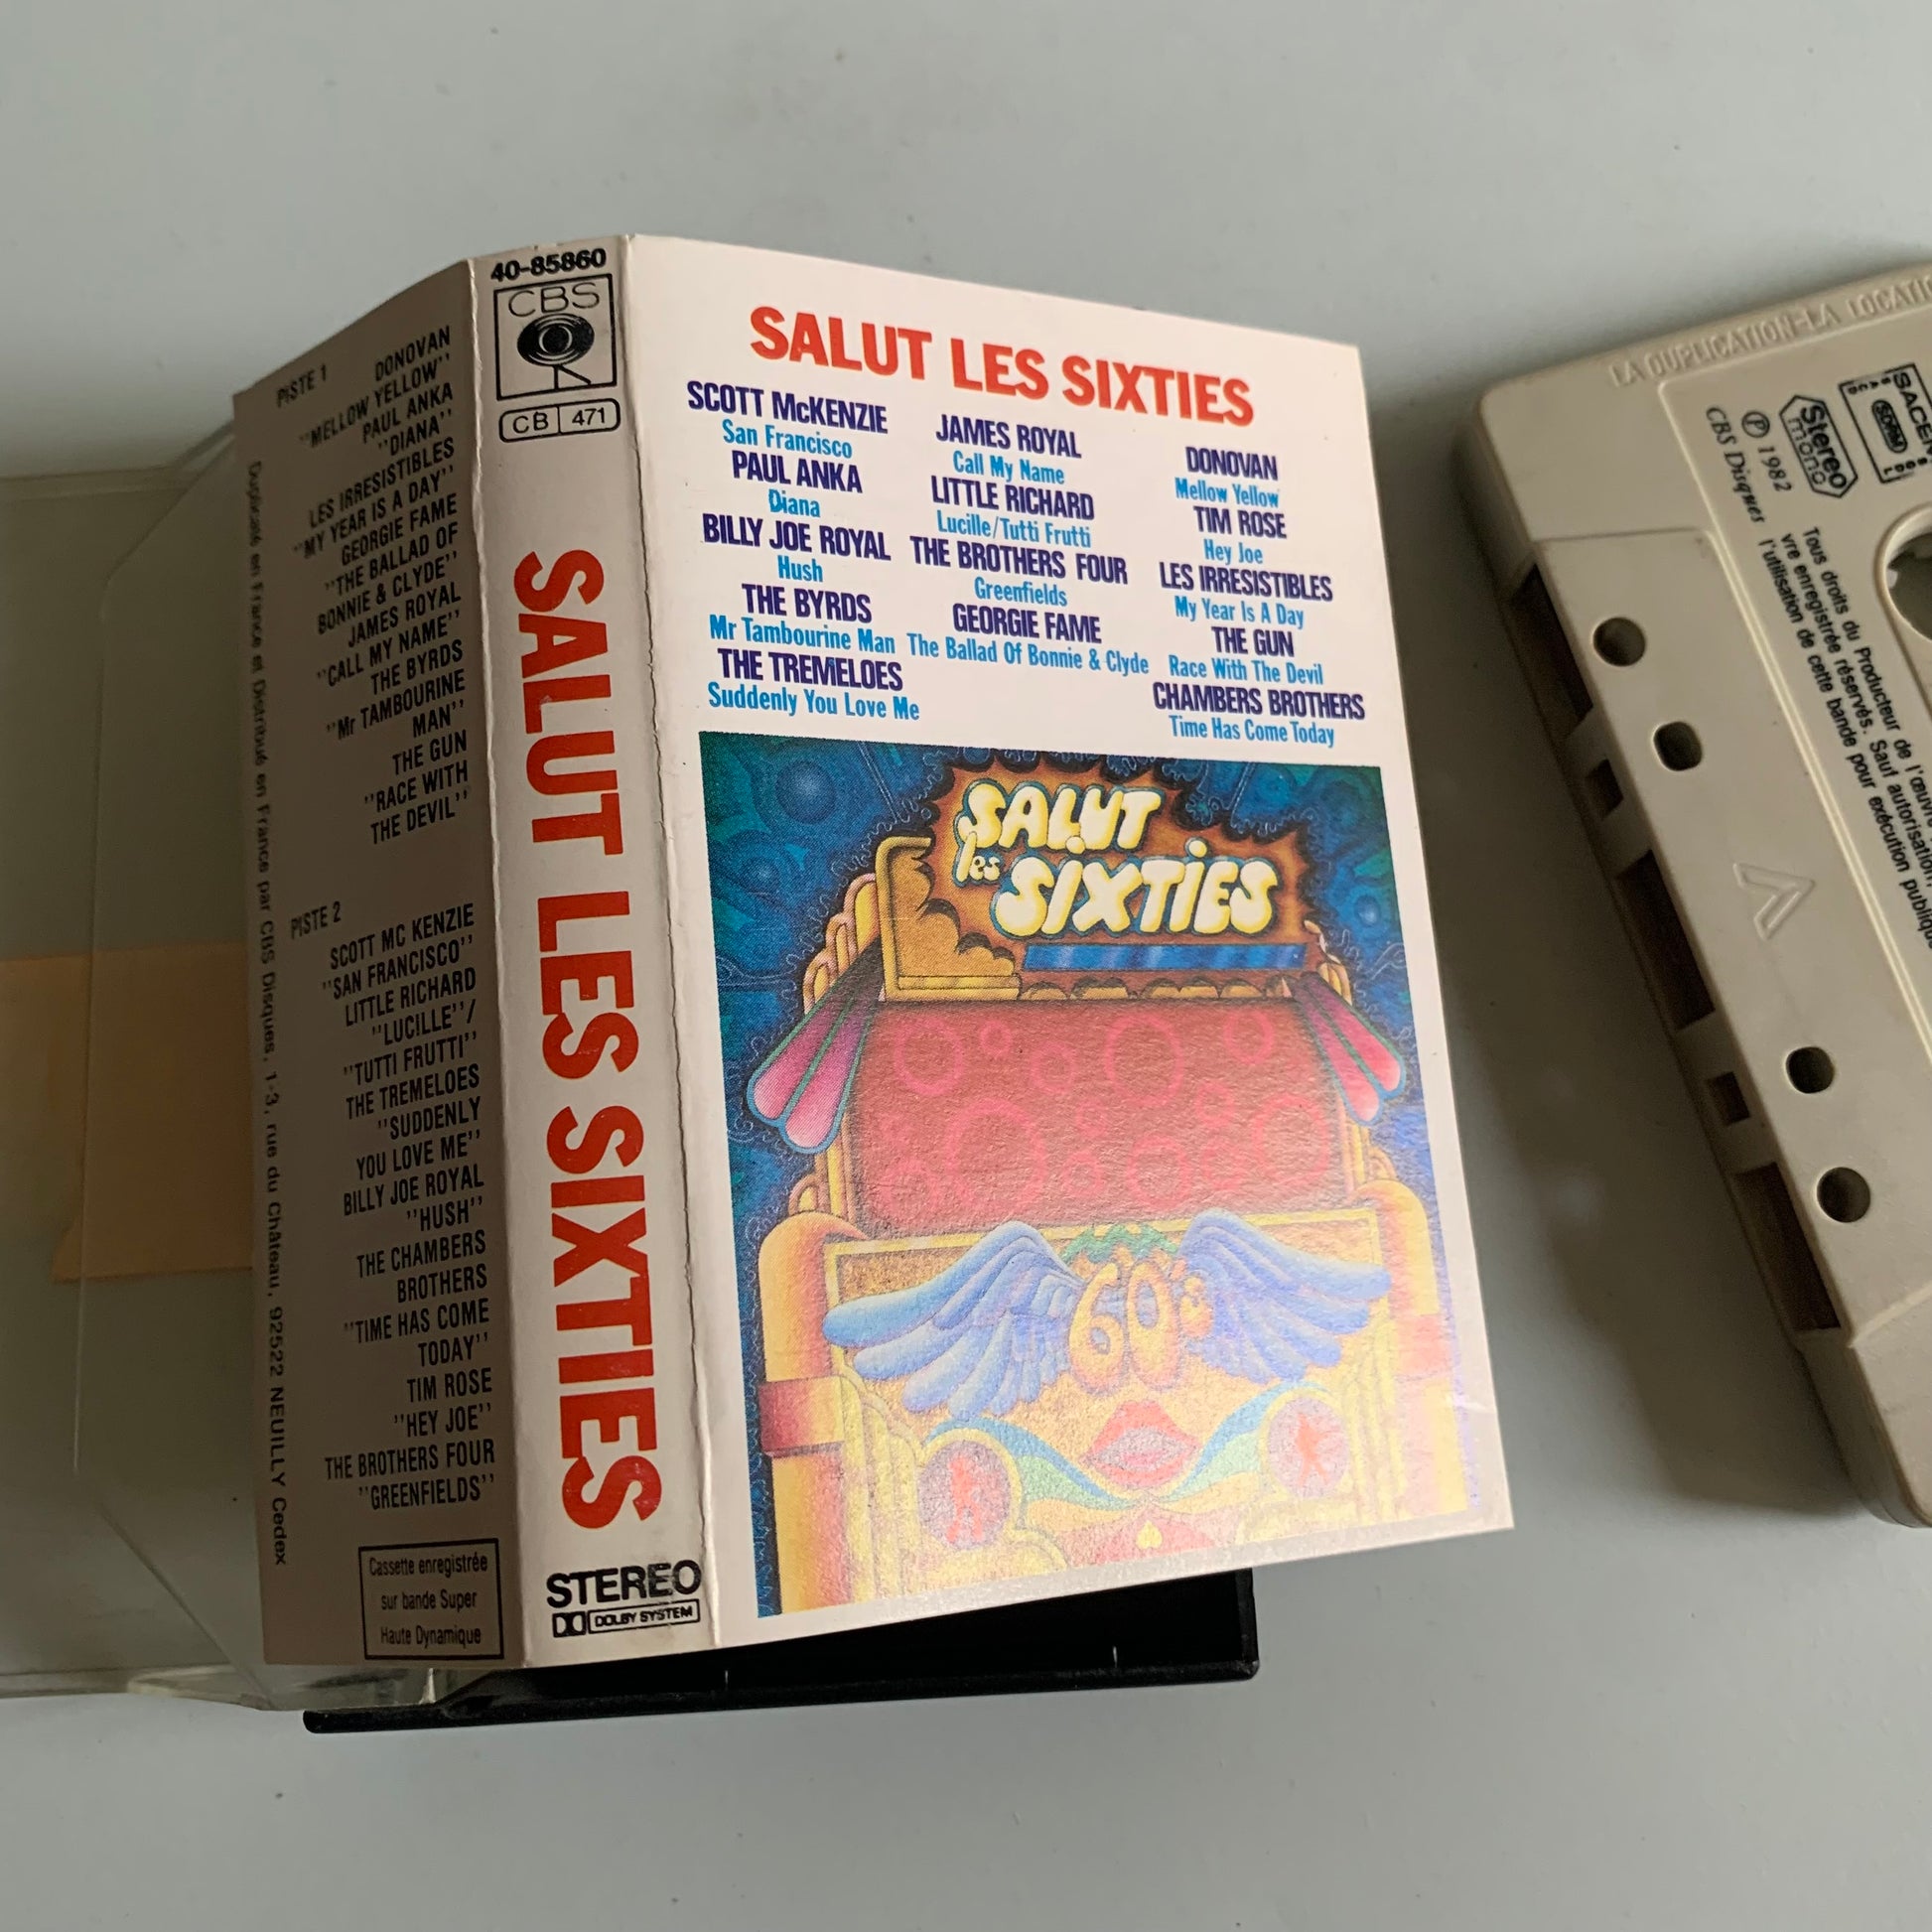 PISTE 1
DONOVAN
"MELLOW YELLOW"
PAUL ANKA
"DIANA"
LES IRRESISTIBLES
"MY YEAR IS A DAY"
GEORGIE FAME
"THE BALLAD OF
BONNIE & CLYDE"
JAMES ROYAL
"CALL MY NAME"
THE BYRDS
"Mr TAMBOURINE
MAN"
THE GUN
"RACE WITH
THE DEVIL"
PISTE 2
SCOTT MC KENZIE
"SAN FRANCISCO"
LITTLE RICHARD
"LUCILLE"/
"TUTTI FRUTTI"
THE TREMELOES
"SUDDENLY
YOU LOVE ME"
BILLY JOE ROYAL
"HUSH"
THE CHAMBERS
BROTHERS
"TIME HAS COME
TODAY"
TIM ROSE
"HEY JOE"
THE BROTHERS FOUR
"GREENFIELDS"
Cassette enregistrée
sur bande Super
Haute Dynamique
Dupliqué en France et Distribué en France par CBS Disques, 1-3, rue du Château, 92522 NEUILLY Cedex
40-85860
CBS
CB 471
SALUT LES SIXTIES
STEREO
DOLBY SYSTEM
SALUT LES SIXTIES
SCOTT McKENZIE
San Francisco
PAUL ANKA
Diana
BILLY JOE ROYAL
Hush
THE BYRDS
Mr Tambourine Man
THE TREMELOES
Suddenly You Love Me
JAMES ROYAL
Call My Name
LITTLE RICHARD
Lucille/Tutti Frutti
THE BROTHERS FOUR
Greenfields
GEORGIE FAME
The Ballad Of Bonnie & Clyde
DONOVAN
Mellow Yellow
TIM ROSE
Hey Joe
LES IRRESISTIBLES
My Year Is A Day
THE GUN
Race With The Devil
CHAMBERS BROTHERS
Time Has Come Today
SALUT
les
SIXTIES
60's
LA DUPLICATION-LA LOCATIO
SACEM
SDRM
Stereo
mono
℗ 1982
CBS Disques
Tous droits du Producteur de l'œuvre
vre enregistrée réservés. Sauf autorisation
l'utilisation de cette bande pour exécution publique